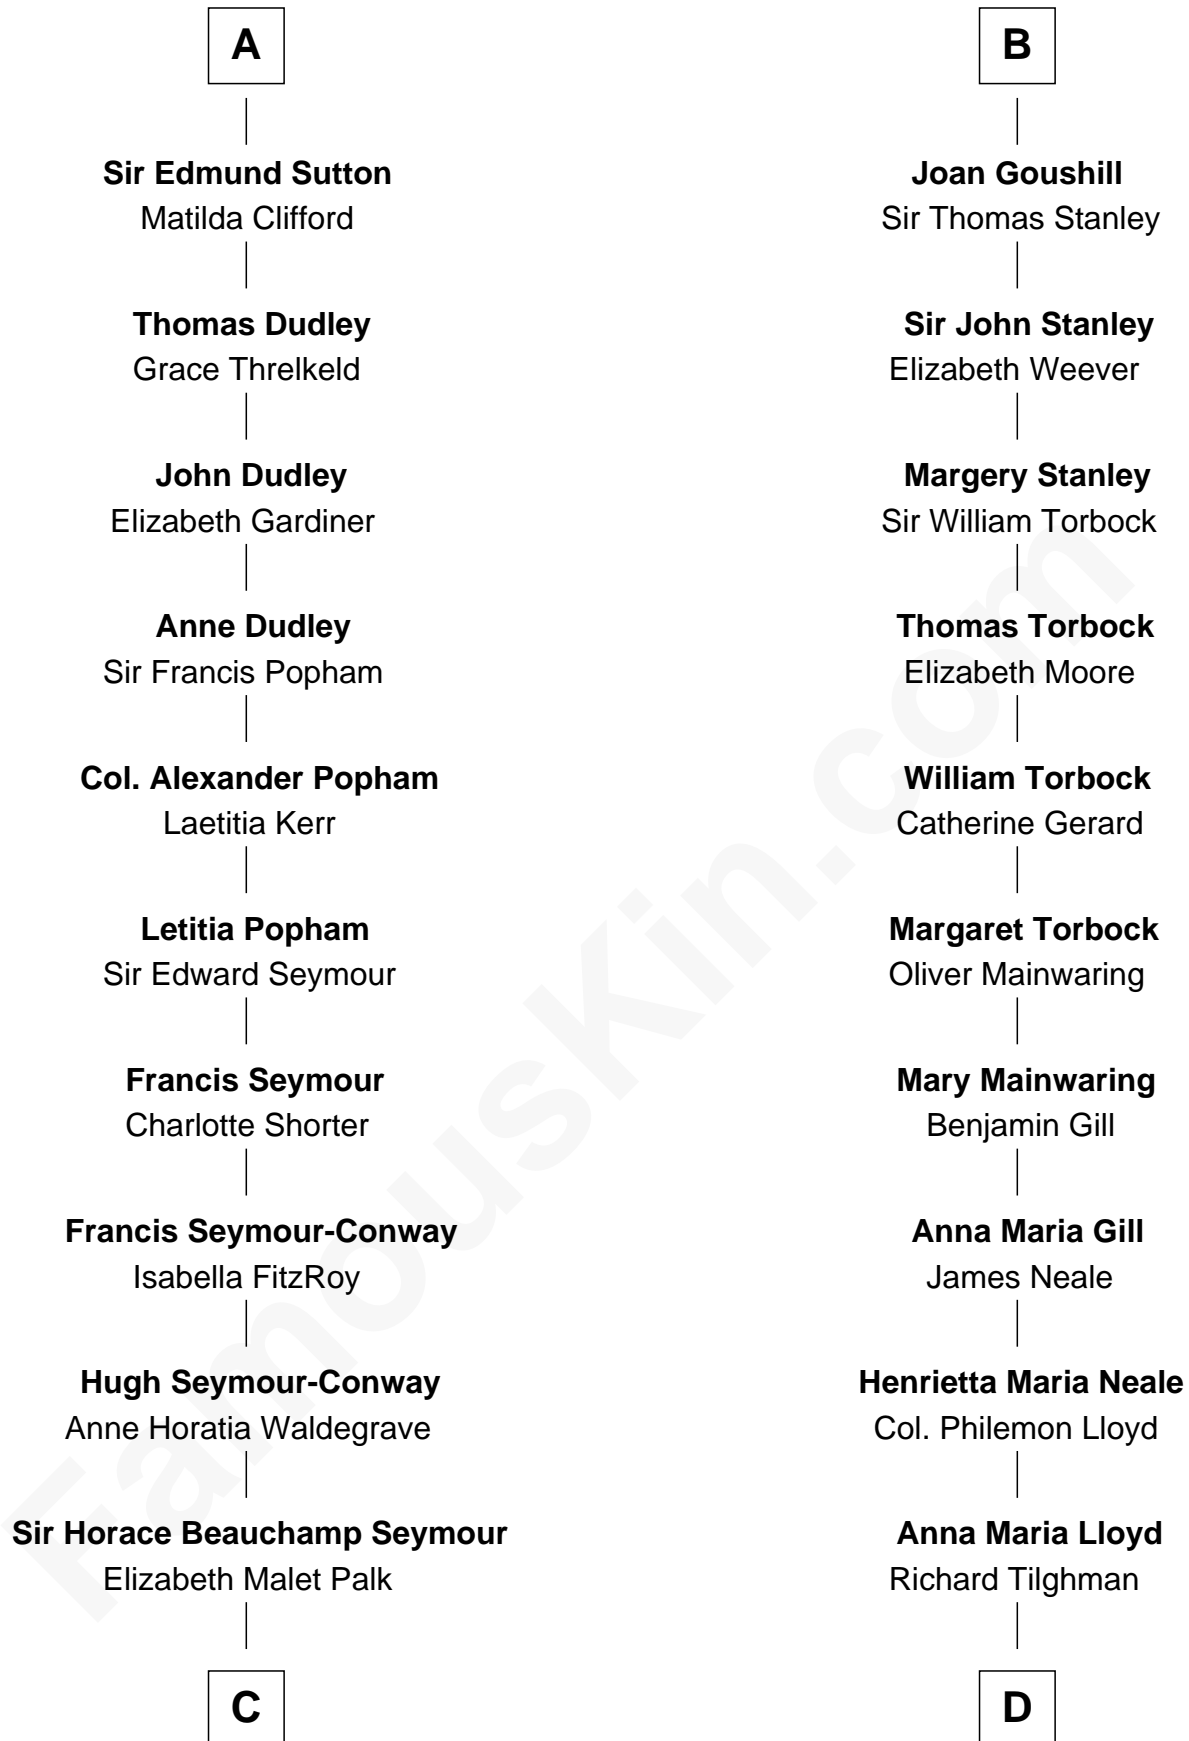 A
Sir Edmund Sutton
Matilda Clifford
Thomas Dudley
Grace Threlkeld
John Dudley
Elizabeth Gardiner
Anne Dudley
Sir Francis Popham
Col. Alexander Popham
Laetitia Kerr
Letitia Popham
Sir Edward Seymour
Francis Seymour
Charlotte Shorter
Francis Seymour-Conway
Isabella FitzRoy
Hugh Seymour-Conway
Anne Horatia Waldegrave
Sir Horace Beauchamp Seymour
Elizabeth Malet Palk
C
B
Joan Goushill
Sir Thomas Stanley
Sir John Stanley
Elizabeth Weever
Margery Stanley
Sir William Torbock
Thomas Torbock
Elizabeth Moore
William Torbock
Catherine Gerard
Margaret Torbock
Oliver Mainwaring
Mary Mainwaring
Benjamin Gill
Anna Maria Gill
James Neale
Henrietta Maria Neale
Col. Philemon Lloyd
Anna Maria Lloyd
Richard Tilghman
D
FamousKin.com